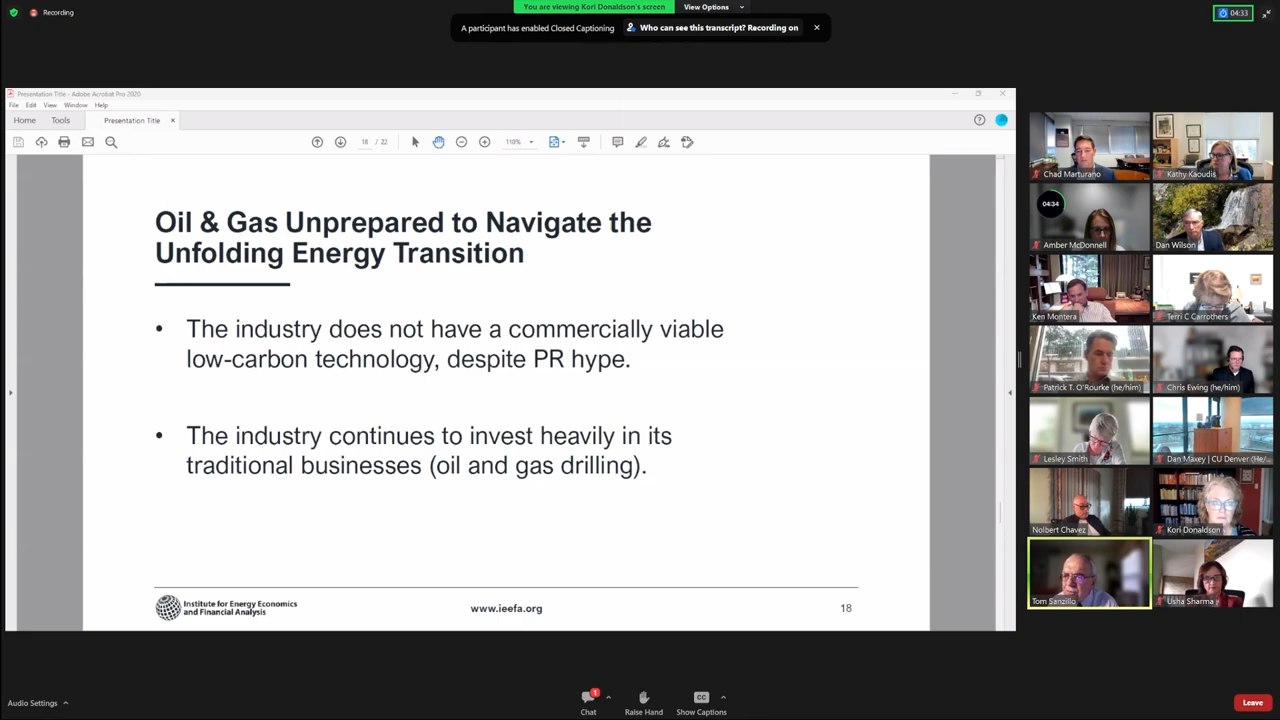 Recording
You are viewing Kori Donaldson's screen
View Options
04:33
A participant has enabled Closed Captioning
Who can see this transcript? Recording on
Presentation Title - Adobe Acrobat Pro 2020
File Edit View Window Help
Home Tools Presentation Title
18 / 22
110%
Oil & Gas Unprepared to Navigate the
Unfolding Energy Transition
• The industry does not have a commercially viable
low-carbon technology, despite PR hype.
• The industry continues to invest heavily in its
traditional businesses (oil and gas drilling).
Institute for Energy Economics
and Financial Analysis
www.ieefa.org
18
Chad Marturano
Kathy Kaoudis
04:34
Amber McDonnell
Dan Wilson
Ken Montera
Terri C Carrothers
Patrick T. O'Rourke (he/him)
Chris Ewing (he/him)
Lesley Smith
Dan Maxey | CU Denver (He/...
Nolbert Chavez
Kori Donaldson
Tom Sanzillo
Usha Sharma
Audio Settings
1
Chat
Raise Hand
CC
Show Captions
Leave